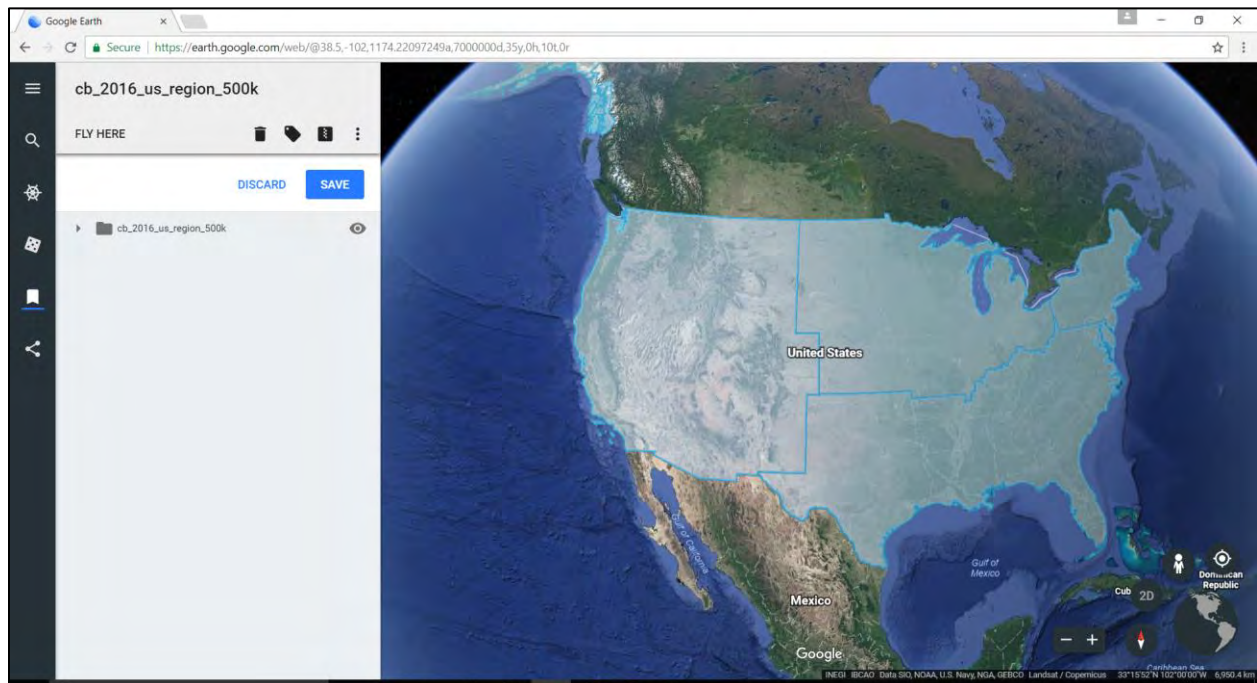 Google Earth
Secure
https://earth.google.com/web/@38.5,-102,1174.22097249a,7000000d,35y,0h,10t,0r
cb_2016_us_region_500k
FLY HERE
DISCARD
SAVE
cb_2016_us_region_500k
United States
Gulf of California
Gulf of
Mexico
Mexico
Cub
2D
Dominican
Republic
Google
Caribbean Sea
INEGI IBCAO Data SIO, NOAA, U.S. Navy, NGA, GEBCO Landsat / Copernicus 33°15'52"N 102°00'00"W 6,950.4 km